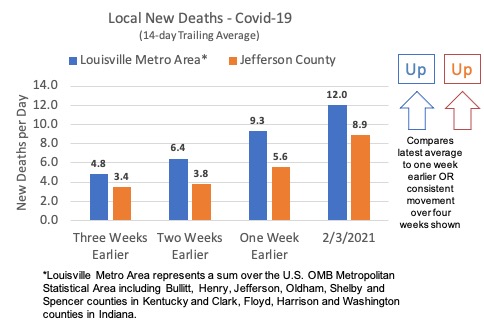 Local New Deaths - Covid-19
(14-day Trailing Average)
Louisville Metro Area* Jefferson County
Up Up
New Deaths per Day
14.0
12.0
10.0
8.0
6.0
4.0
2.0
0.0
4.8
3.4
6.4
3.8
9.3
5.6
12.0
8.9
Three Weeks
Earlier
Two Weeks
Earlier
One Week
Earlier
2/3/2021
Compares
latest average
to one week
earlier OR
consistent
movement
over four
weeks shown
*Louisville Metro Area represents a sum over the U.S. OMB Metropolitan
Statistical Area including Bullitt, Henry, Jefferson, Oldham, Shelby and
Spencer counties in Kentucky and Clark, Floyd, Harrison and Washington
counties in Indiana.